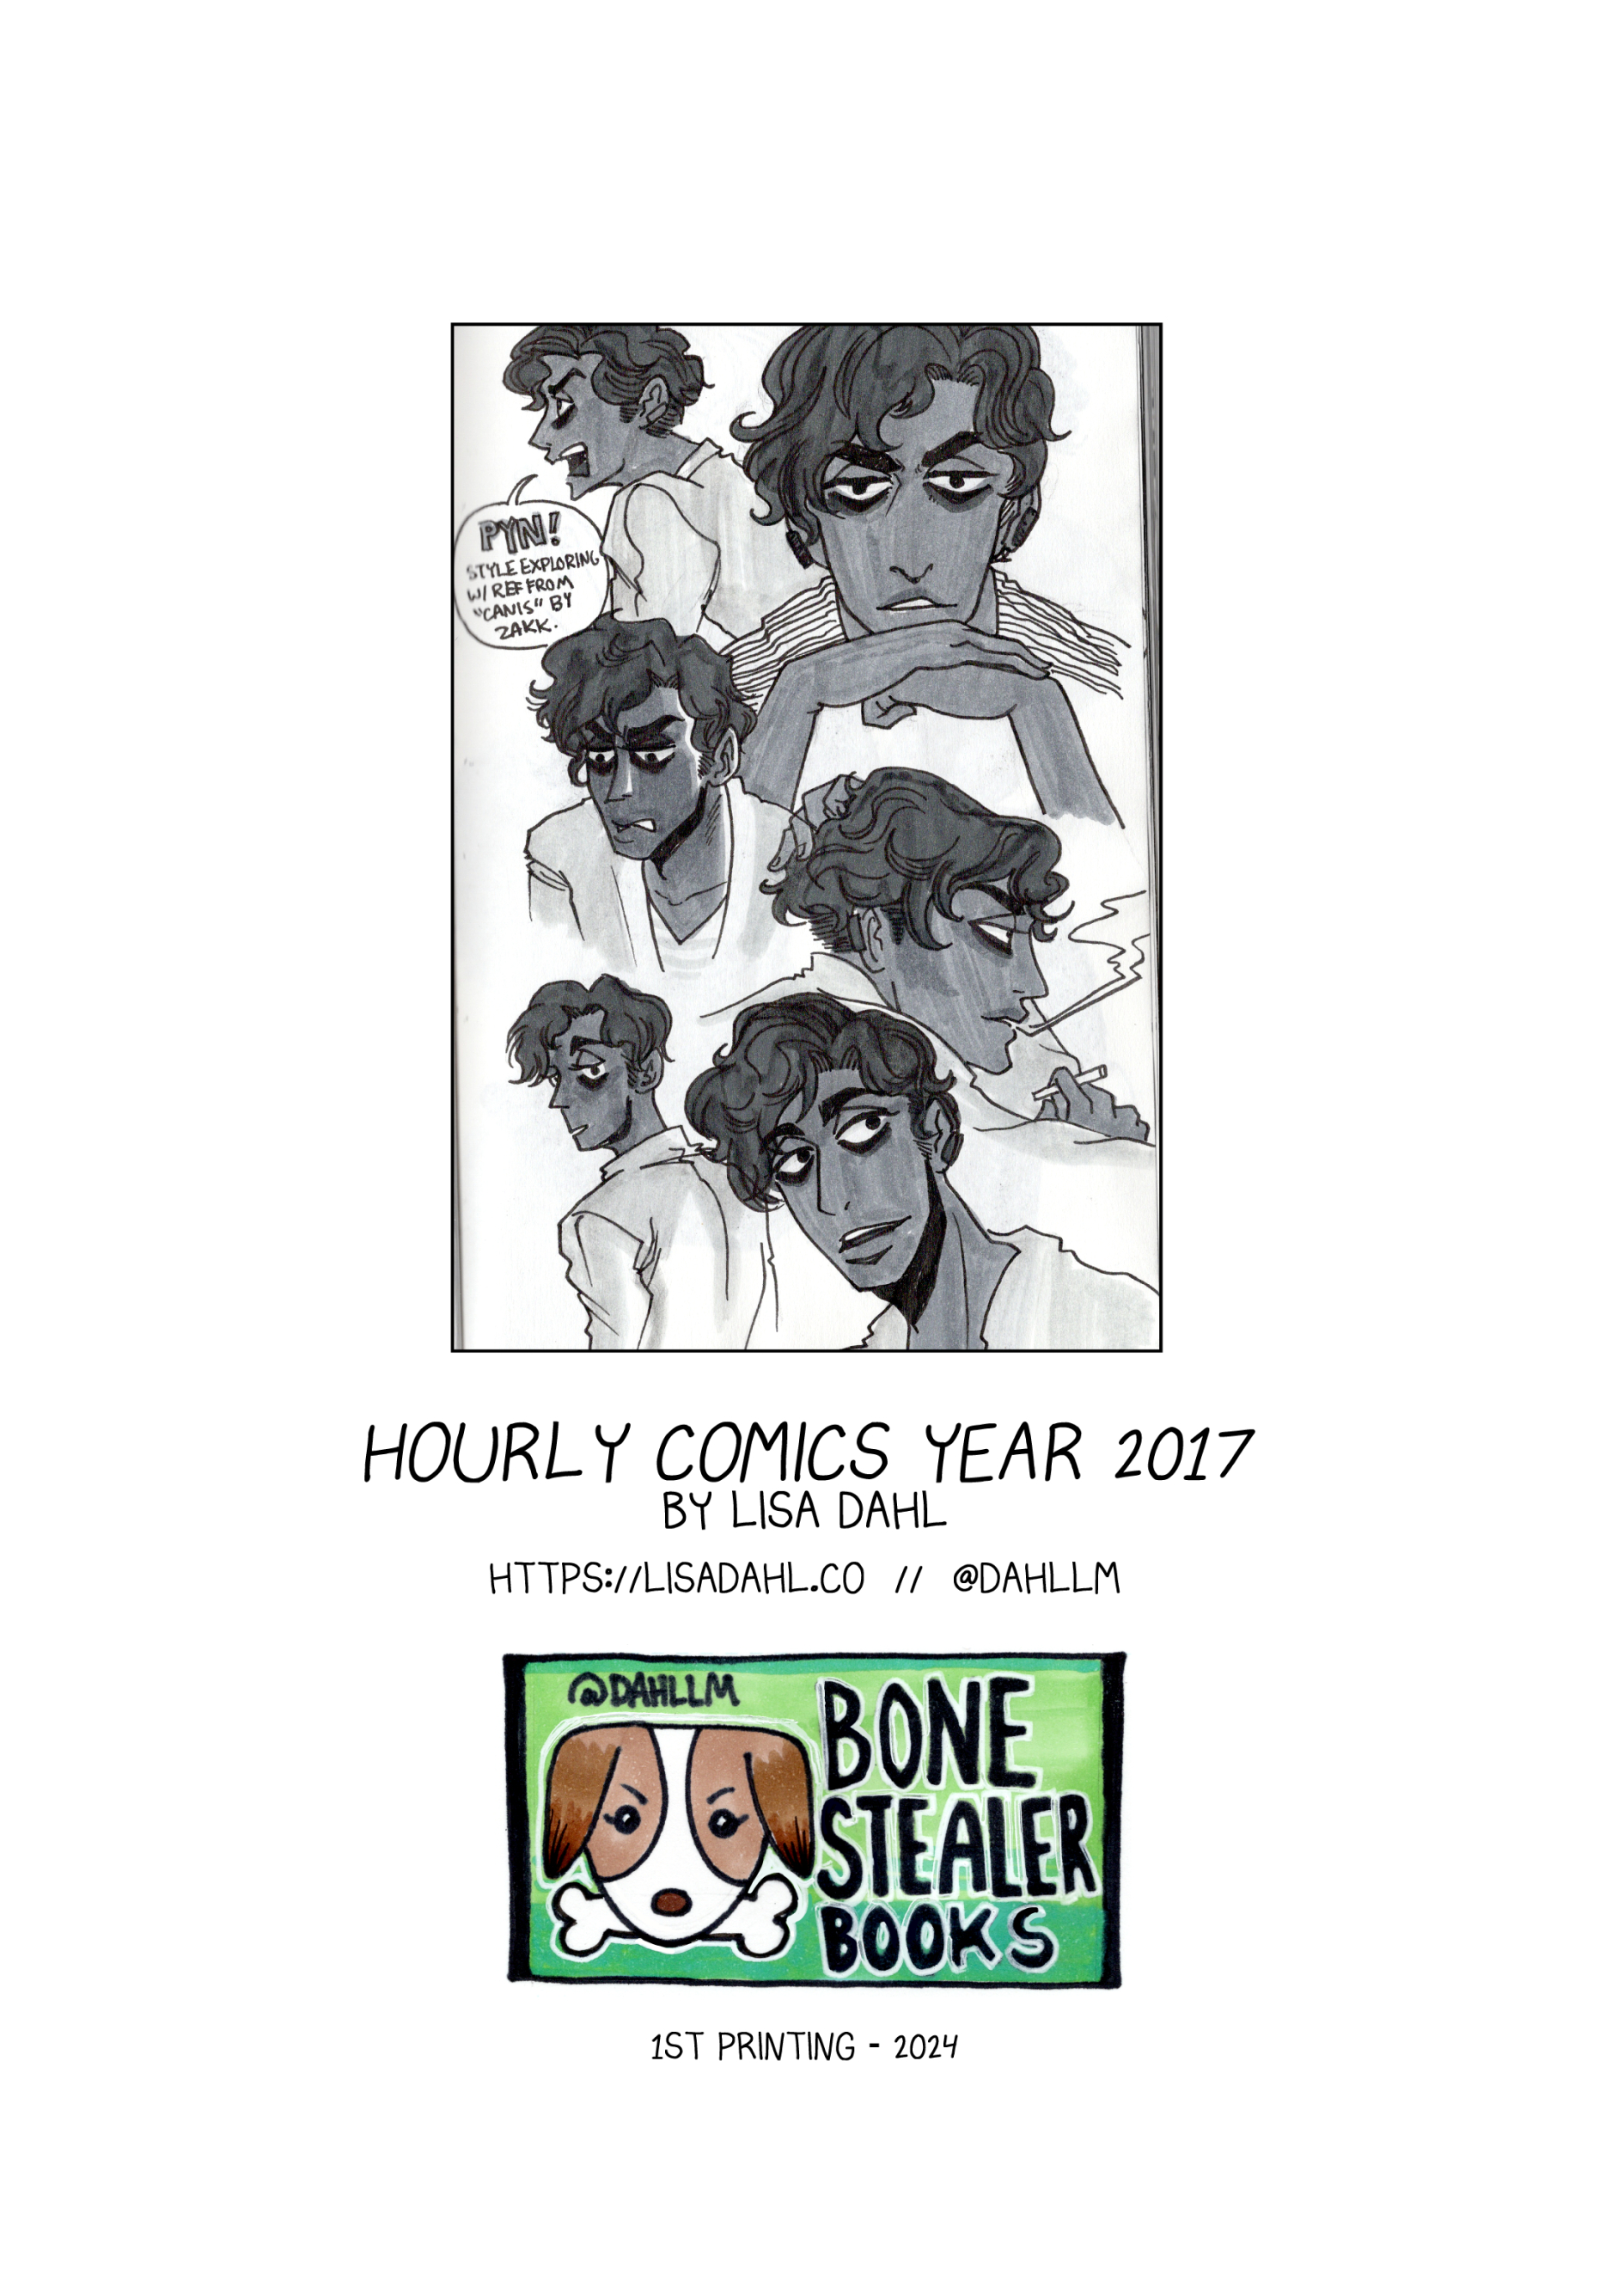 PYN!
STYLE EXPLORING
W/ REF FROM
"CANIS" BY
ZAKK.
HOURLY COMICS YEAR 2017
BY LISA DAHL
HTTPS://LISADAHL.CO // @DAHLLM
@DAHLLM
BONE
STEALER
BOOKS
1ST PRINTING - 2024